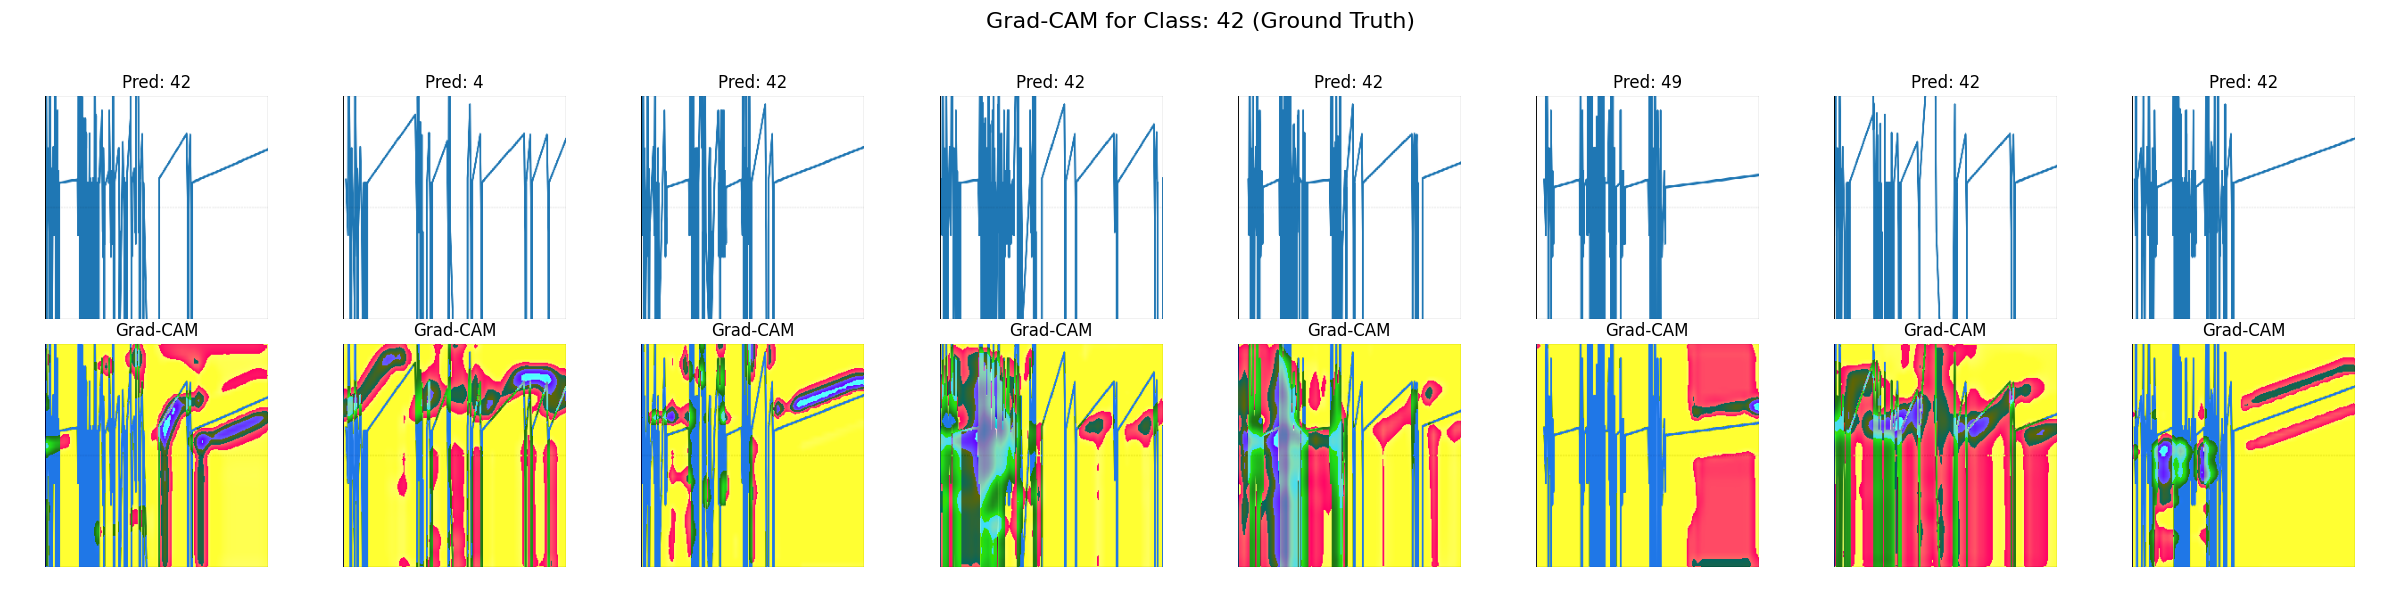 Grad-CAM for Class: 42 (Ground Truth)
Pred: 42 Pred: 4 Pred: 42 Pred: 42 Pred: 42 Pred: 49 Pred: 42 Pred: 42
Grad-CAM Grad-CAM Grad-CAM Grad-CAM Grad-CAM Grad-CAM Grad-CAM Grad-CAM